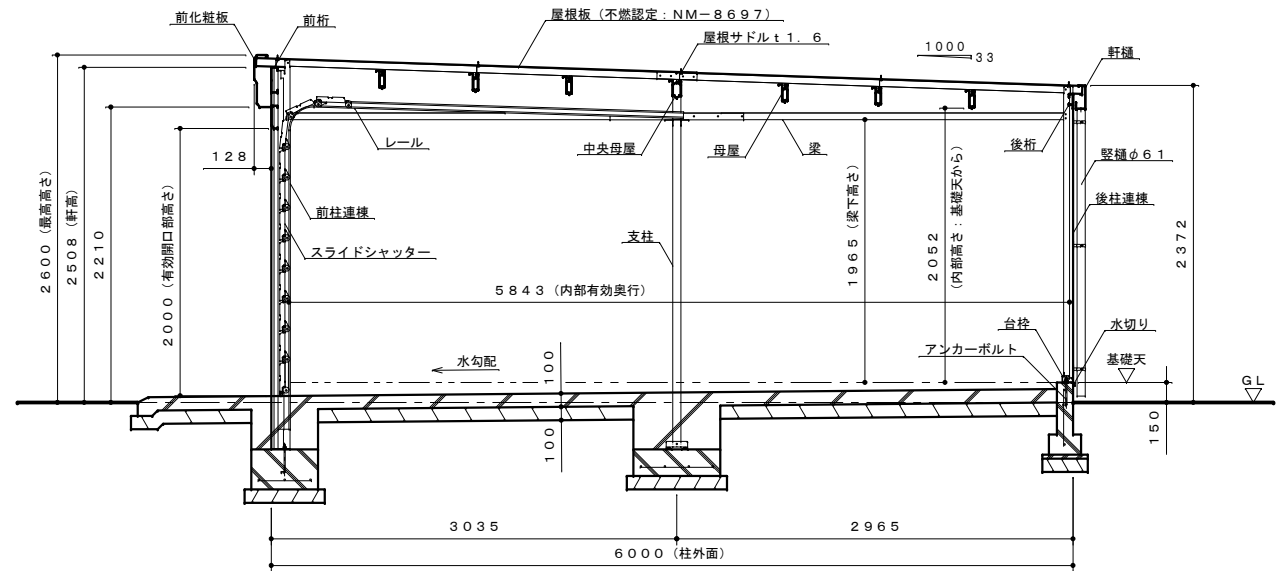 屋根板（不燃認定：ＮＭ－８６９７）
前化粧板
前桁
屋根サドルｔ１．６
１０００
３３
軒樋
２６００（最高高さ）
２５０８（軒高）
２２１０
２０００（有効開口部高さ）
１２８
レール
中央母屋
母屋
梁
後桁
竪樋φ６１
前柱連棟
後柱連棟
スライドシャッター
支柱
１９６５（梁下高さ）
２０５２
（内部高さ：基礎天から）
２３７２
５８４３（内部有効奥行）
台枠
水切り
アンカーボルト
基礎天
水勾配
１００
１００
ＧＬ
１５０
３０３５
２９６５
６０００（柱外面）